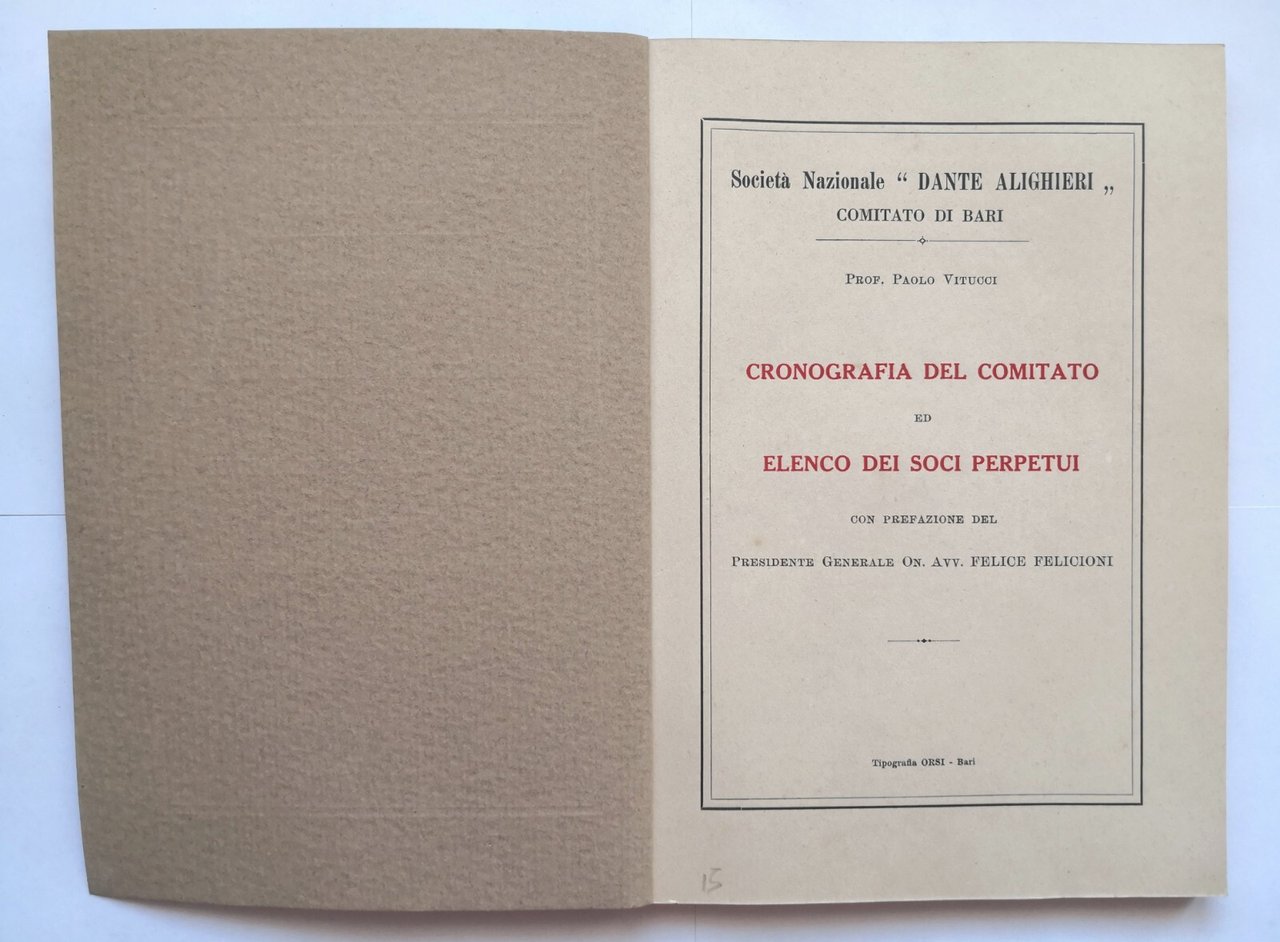 Società Nazionale “ DANTE ALIGHIERI „
COMITATO DI BARI
PROF. PAOLO VITUCCI
CRONOGRAFIA DEL COMITATO
ED
ELENCO DEI SOCI PERPETUI
CON PREFAZIONE DEL
PRESIDENTE GENERALE ON. AVV. FELICE FELICIONI
Tipografia ORSI - Bari
15